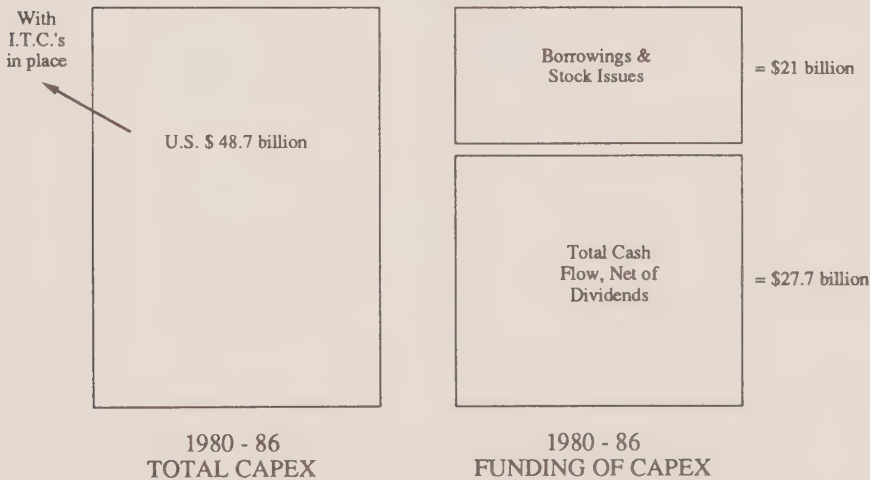 With
I.T.C.'s
in place
U.S. $ 48.7 billion
1980 - 86
TOTAL CAPEX
Borrowings &
Stock Issues
= $21 billion
Total Cash
Flow, Net of
Dividends
= $27.7 billion
1980 - 86
FUNDING OF CAPEX